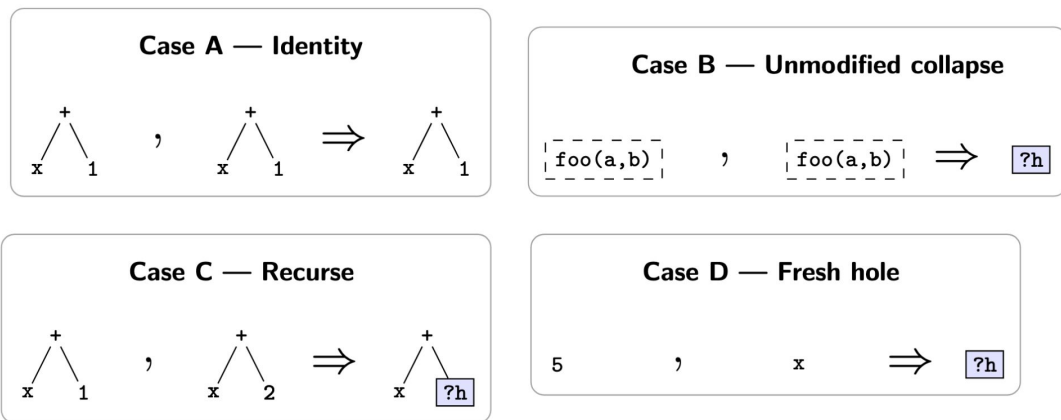 Case A — Identity
+ , + ⇒ +
x 1 x 1 x 1
Case B — Unmodified collapse
foo(a,b) , foo(a,b) ⇒ ?h
Case C — Recurse
+ , + ⇒ +
x 1 x 2 x ?h
Case D — Fresh hole
5 , x ⇒ ?h